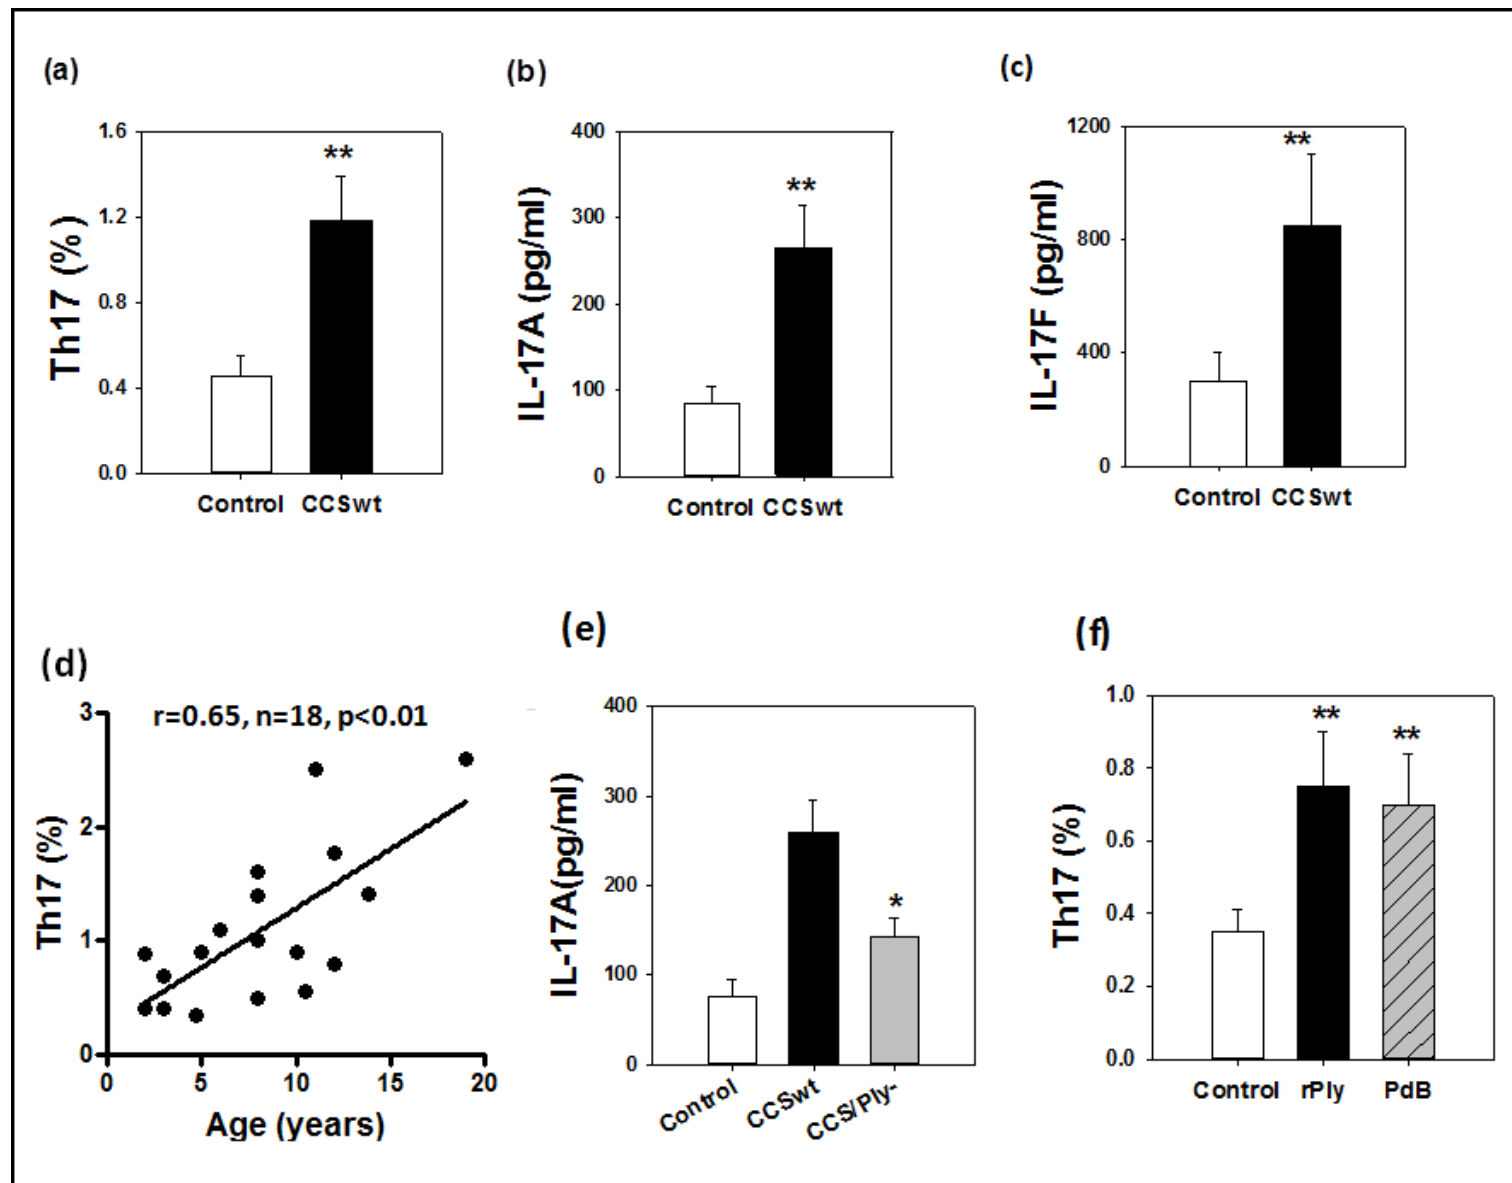 (a)
Th17 (%)
1.6
1.2
0.8
0.4
0.0
**
Control CCSwt
(b)
IL-17A (pg/ml)
400
300
200
100
0
**
Control CCSwt
(c)
IL-17F (pg/ml)
1200
800
400
0
**
Control CCSwt
(d)
r=0.65, n=18, p<0.01
Th17 (%)
3
2
1
0
0 5 10 15 20
Age (years)
(e)
IL-17A(pg/ml)
400
300
200
100
0
*
Control CCSwt CCS/Ply-
(f)
Th17 (%)
1.0
0.8
0.6
0.4
0.2
0.0
** **
Control rPly PdB